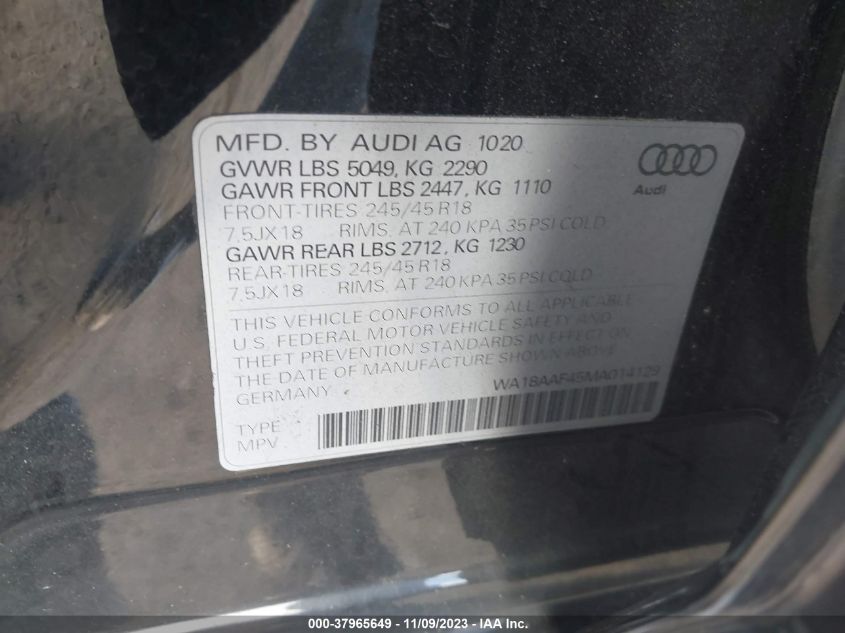 MFD. BY AUDI AG 1020
GVWR LBS 5049, KG 2290
GAWR FRONT LBS 2447, KG 1110
FRONT-TIRES 245/45 R18
7,5JX18 RIMS, AT 240 KPA 35 PSI COLD
GAWR REAR LBS 2712, KG 1230
REAR-TIRES 245/45 R18
7,5JX18 RIMS, AT 240 KPA 35 PSI COLD
Audi
THIS VEHICLE CONFORMS TO ALL APPLICABLE
U.S. FEDERAL MOTOR VEHICLE SAFETY AND
THEFT PREVENTION STANDARDS IN EFFECT ON
THE DATE OF MANUFACTURE SHOWN ABOVE
GERMANY
WA18AAF45MA014129
TYPE
MPV
000-37965649 - 11/09/2023 - IAA, Inc.